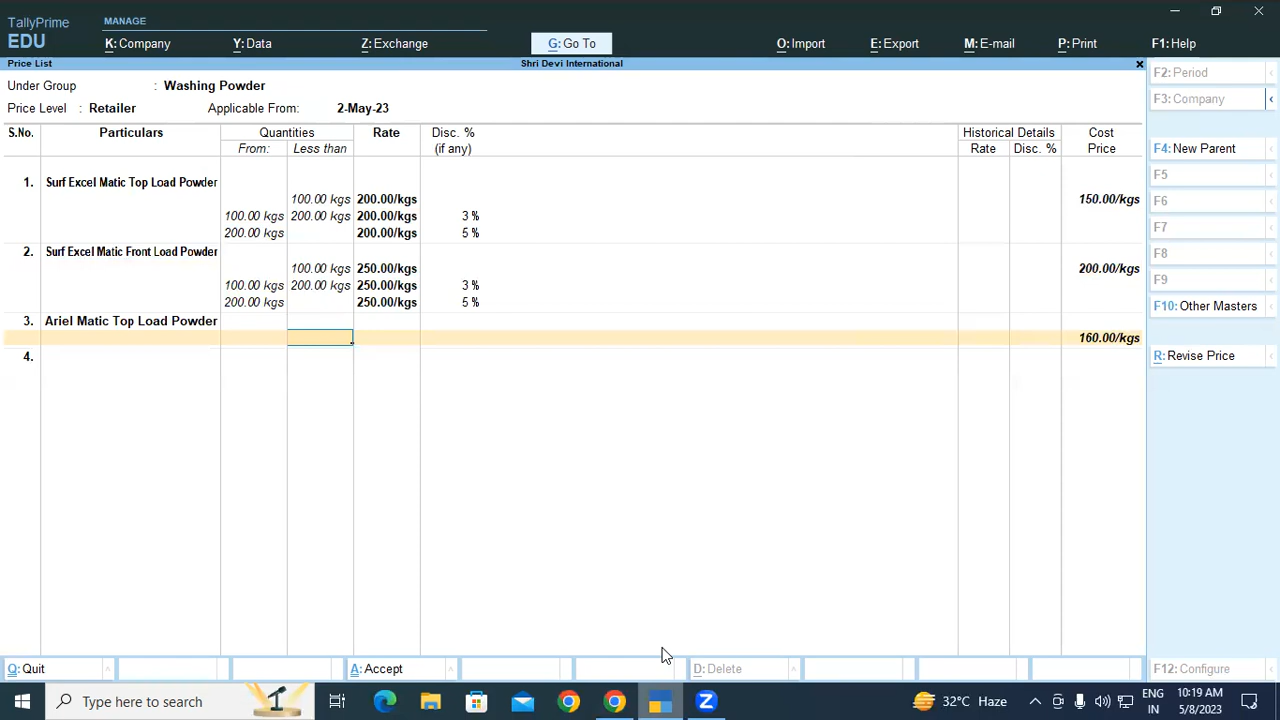 TallyPrime
MANAGE
EDU
K: Company
Y: Data
Z: Exchange
G: Go To
O: Import
E: Export
M: E-mail
P: Print
F1: Help
Price List
Shri Devi International
Under Group : Washing Powder
Price Level : Retailer Applicable From: 2-May-23
S.No. Particulars Quantities Rate Disc. % Historical Details Cost
From: Less than (if any) Rate Disc. % Price
1. Surf Excel Matic Top Load Powder
100.00 kgs 200.00/kgs 150.00/kgs
100.00 kgs 200.00 kgs 200.00/kgs 3 %
200.00 kgs 200.00/kgs 5 %
2. Surf Excel Matic Front Load Powder
100.00 kgs 250.00/kgs 200.00/kgs
100.00 kgs 200.00 kgs 250.00/kgs 3 %
200.00 kgs 250.00/kgs 5 %
3. Ariel Matic Top Load Powder
160.00/kgs
4.
F2: Period
F3: Company
F4: New Parent
F5
F6
F7
F8
F9
F10: Other Masters
R: Revise Price
F12: Configure
Q: Quit
A: Accept
D: Delete
Type here to search
32°C Haze
ENG
IN
10:19 AM
5/8/2023